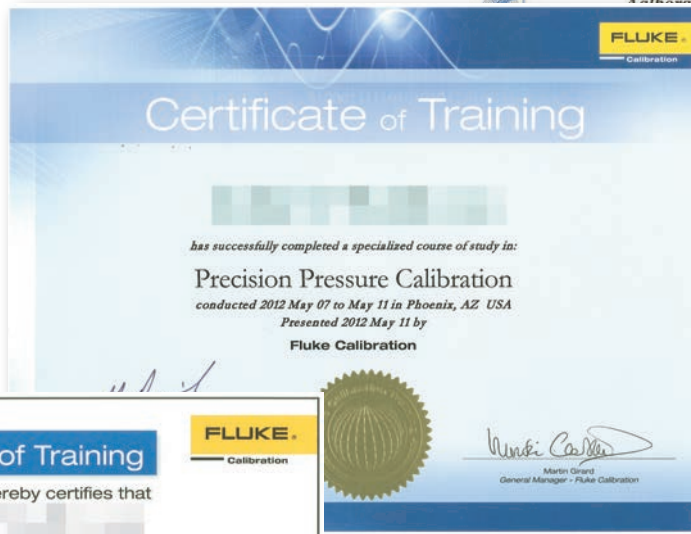 FLUKE®
Calibration
Certificate of Training
has successfully completed a specialized course of study in:
Precision Pressure Calibration
conducted 2012 May 07 to May 11 in Phoenix, AZ USA
Presented 2012 May 11 by
Fluke Calibration
Martin Girard
General Manager - Fluke Calibration
of Training
FLUKE®
Calibration
ereby certifies that